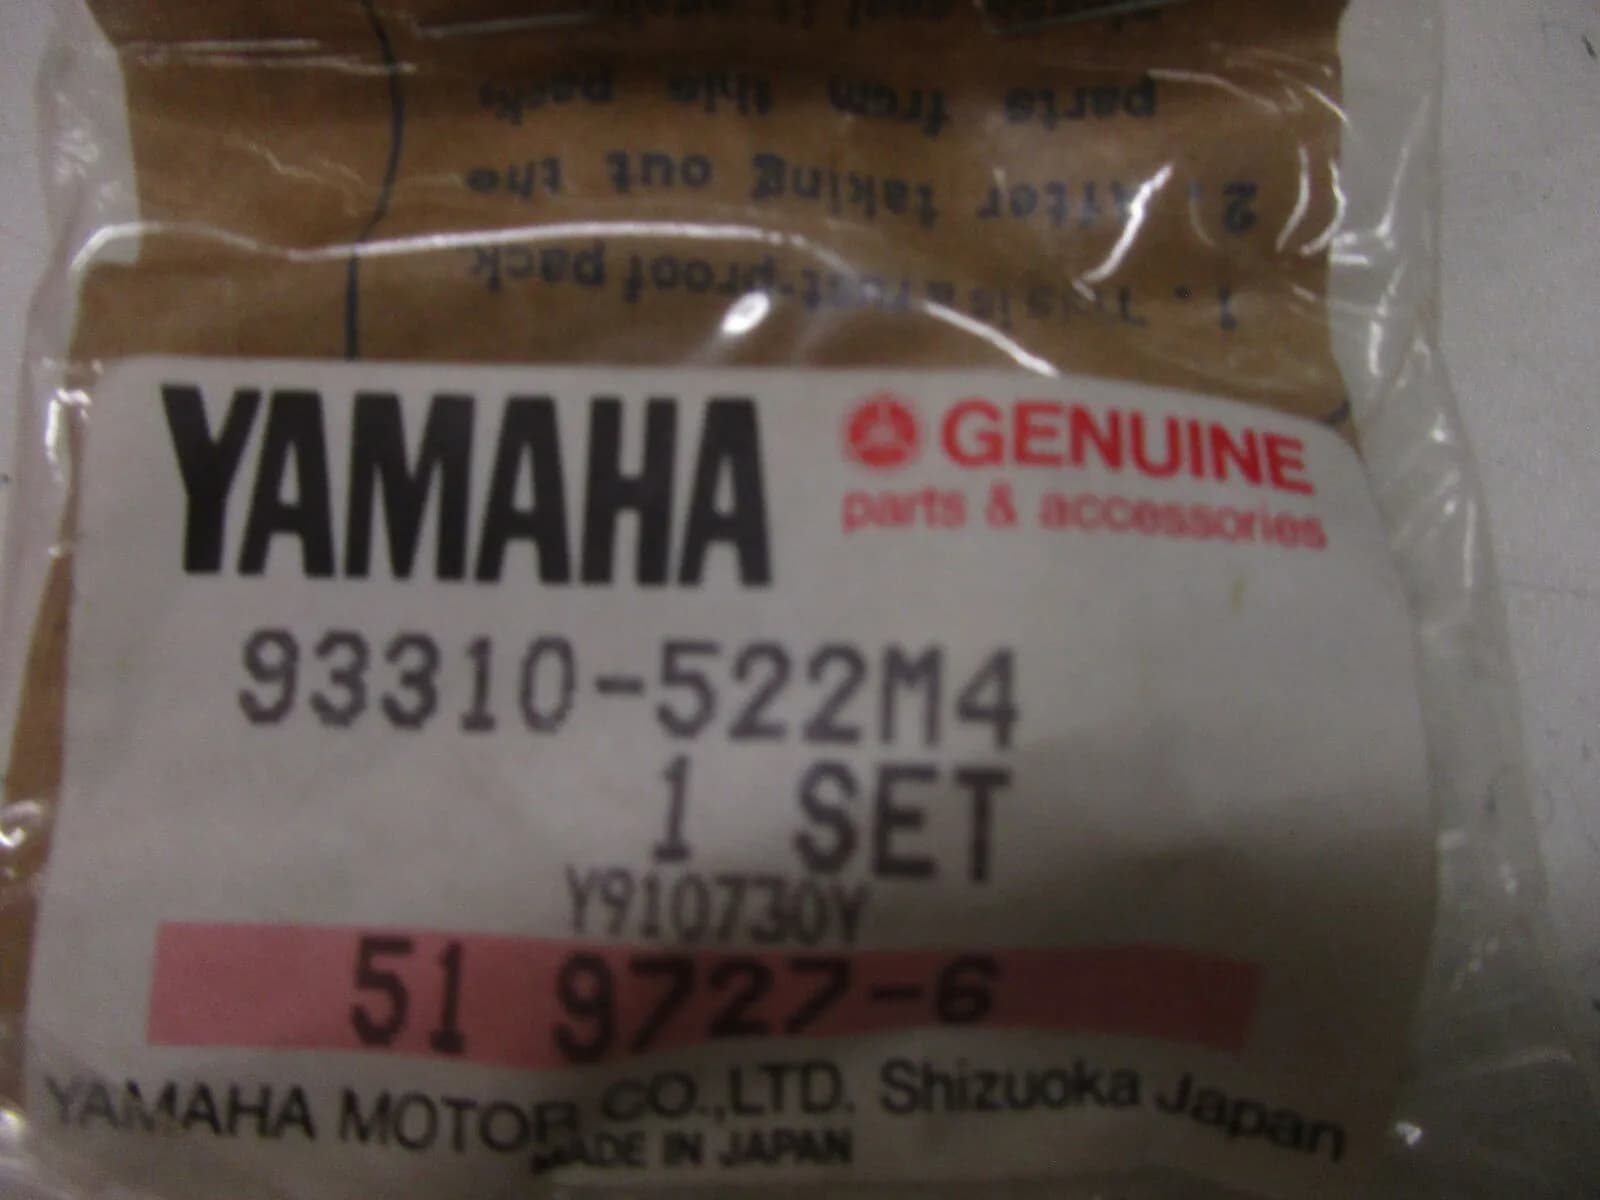 1. This is a rust-proof pack
2. After taking out the
parts from this pack
YAMAHA
GENUINE
parts & accessories
93310-522M4
1 SET
Y910730Y
51 9727-6
YAMAHA MOTOR CO.,LTD. Shizuoka Japan
MADE IN JAPAN